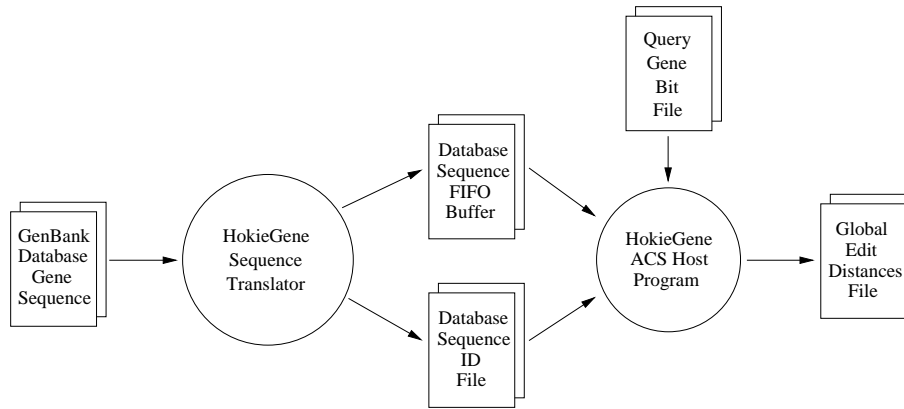 GenBank
Database
Gene
Sequence
HokieGene
Sequence
Translator
Database
Sequence
FIFO
Buffer
Database
Sequence
ID
File
Query
Gene
Bit
File
HokieGene
ACS Host
Program
Global
Edit
Distances
File